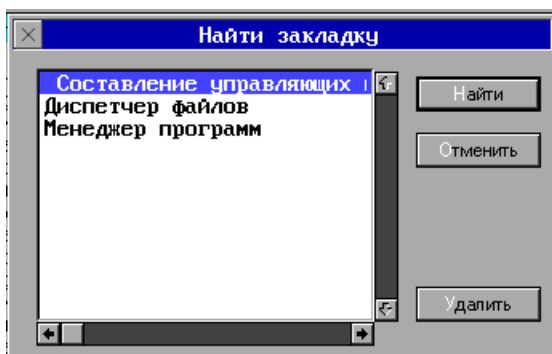 Найти закладку
Составление управляющих
Диспетчер файлов
Менеджер программ
Найти
Отменить
Удалить